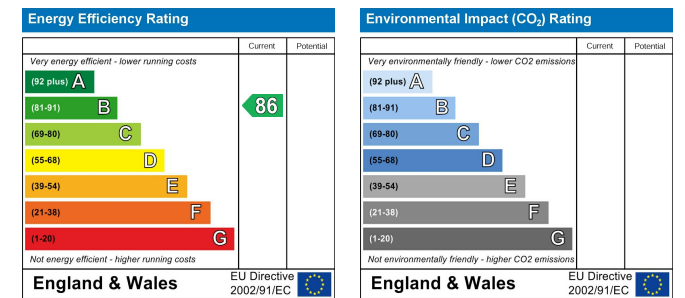 Energy Efficiency Rating
Current Potential
Very energy efficient - lower running costs
(92 plus) A
(81-91) B
86
(69-80) C
(55-68) D
(39-54) E
(21-38) F
(1-20) G
Not energy efficient - higher running costs
England & Wales
EU Directive
2002/91/EC
Environmental Impact (CO₂) Rating
Current Potential
Very environmentally friendly - lower CO2 emissions
(92 plus) A
(81-91) B
(69-80) C
(55-68) D
(39-54) E
(21-38) F
(1-20) G
Not environmentally friendly - higher CO2 emissions
England & Wales
EU Directive
2002/91/EC